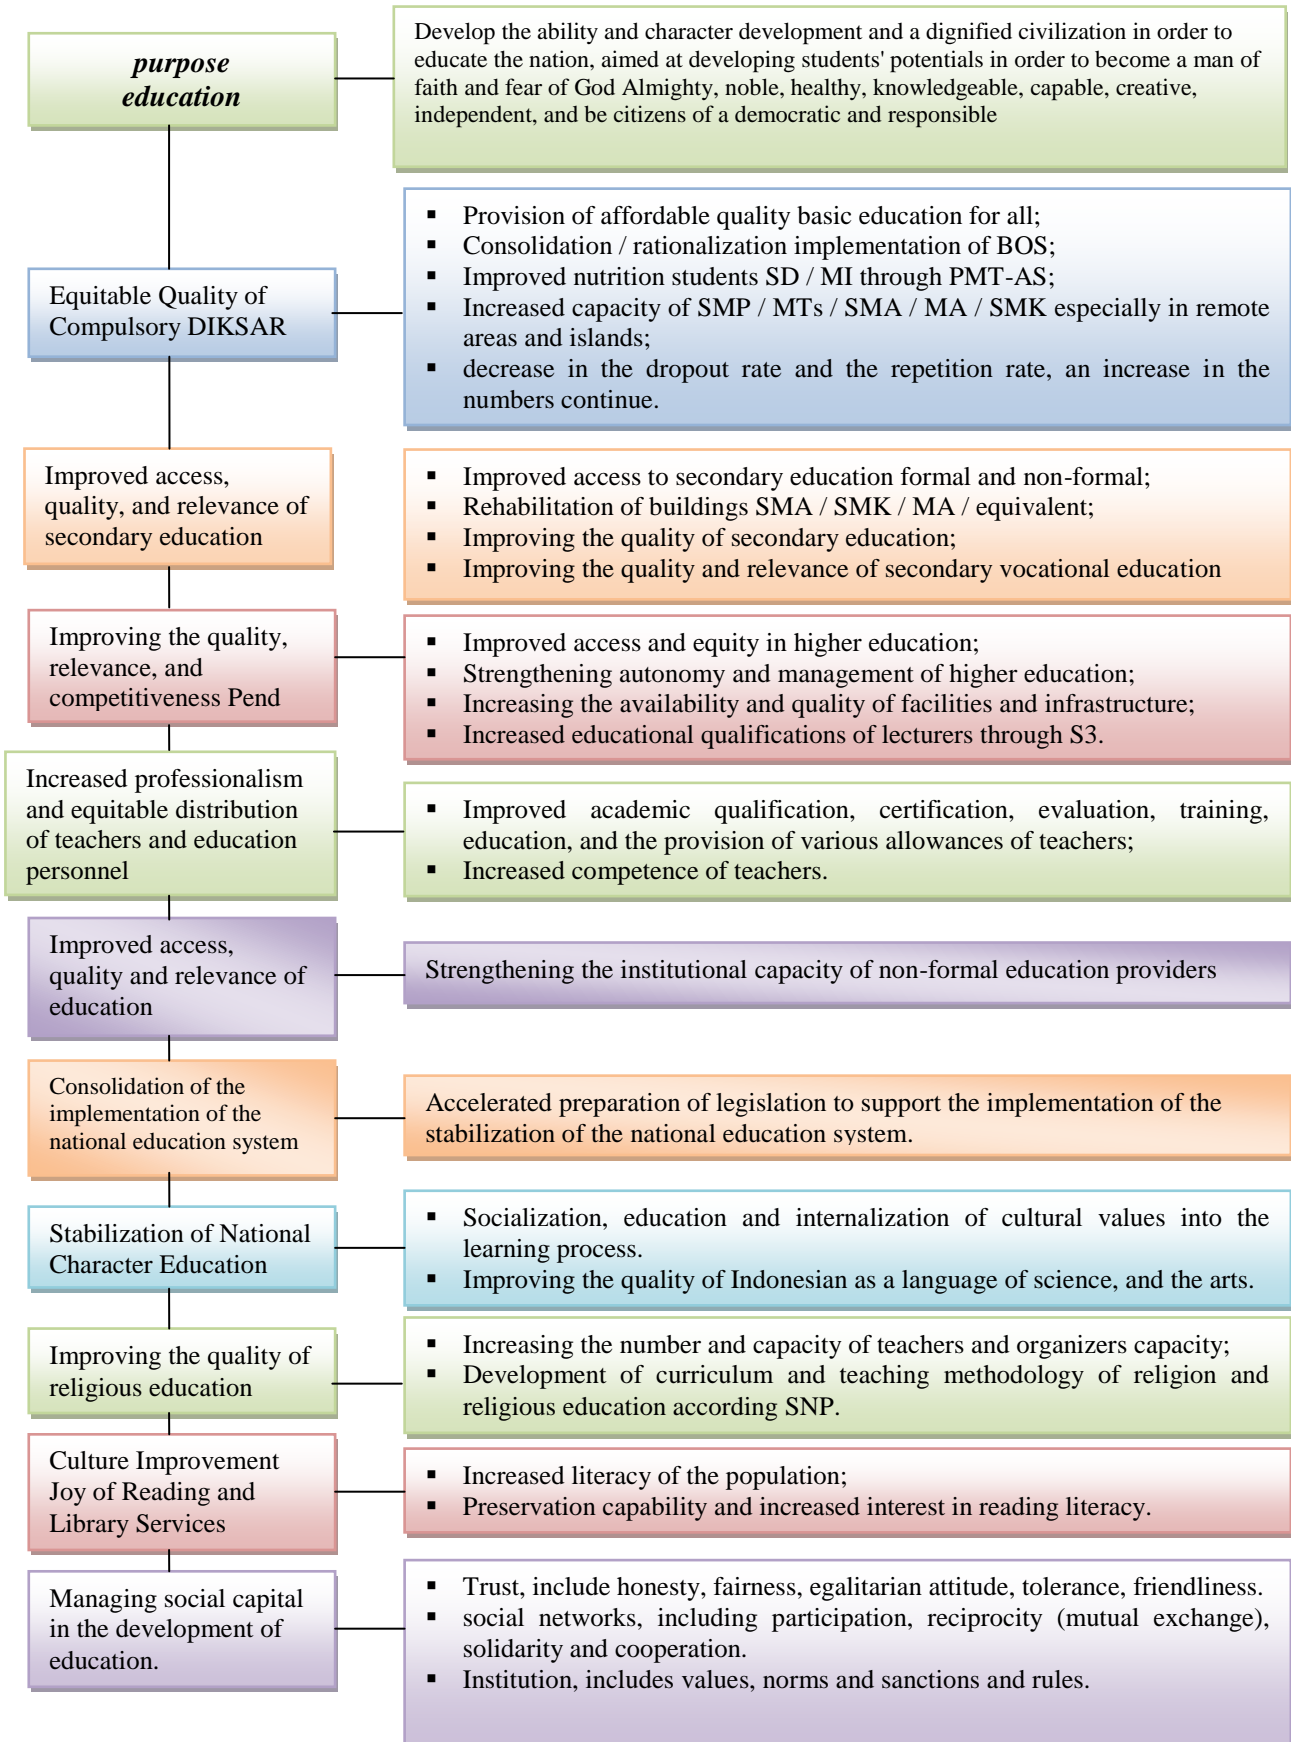 purpose
education
Develop the ability and character development and a dignified civilization in order to
educate the nation, aimed at developing students' potentials in order to become a man of
faith and fear of God Almighty, noble, healthy, knowledgeable, capable, creative,
independent, and be citizens of a democratic and responsible
Equitable Quality of
Compulsory DIKSAR
▪ Provision of affordable quality basic education for all;
▪ Consolidation / rationalization implementation of BOS;
▪ Improved nutrition students SD / MI through PMT-AS;
▪ Increased capacity of SMP / MTs / SMA / MA / SMK especially in remote
areas and islands;
▪ decrease in the dropout rate and the repetition rate, an increase in the
numbers continue.
Improved access,
quality, and relevance of
secondary education
▪ Improved access to secondary education formal and non-formal;
▪ Rehabilitation of buildings SMA / SMK / MA / equivalent;
▪ Improving the quality of secondary education;
▪ Improving the quality and relevance of secondary vocational education
Improving the quality,
relevance, and
competitiveness Pend
▪ Improved access and equity in higher education;
▪ Strengthening autonomy and management of higher education;
▪ Increasing the availability and quality of facilities and infrastructure;
▪ Increased educational qualifications of lecturers through S3.
Increased professionalism
and equitable distribution
of teachers and education
personnel
▪ Improved academic qualification, certification, evaluation, training,
education, and the provision of various allowances of teachers;
▪ Increased competence of teachers.
Improved access,
quality and relevance of
education
Strengthening the institutional capacity of non-formal education providers
Consolidation of the
implementation of the
national education system
Accelerated preparation of legislation to support the implementation of the
stabilization of the national education system.
Stabilization of National
Character Education
▪ Socialization, education and internalization of cultural values into the
learning process.
▪ Improving the quality of Indonesian as a language of science, and the arts.
Improving the quality of
religious education
▪ Increasing the number and capacity of teachers and organizers capacity;
▪ Development of curriculum and teaching methodology of religion and
religious education according SNP.
Culture Improvement
Joy of Reading and
Library Services
▪ Increased literacy of the population;
▪ Preservation capability and increased interest in reading literacy.
Managing social capital
in the development of
education.
▪ Trust, include honesty, fairness, egalitarian attitude, tolerance, friendliness.
▪ social networks, including participation, reciprocity (mutual exchange),
solidarity and cooperation.
▪ Institution, includes values, norms and sanctions and rules.